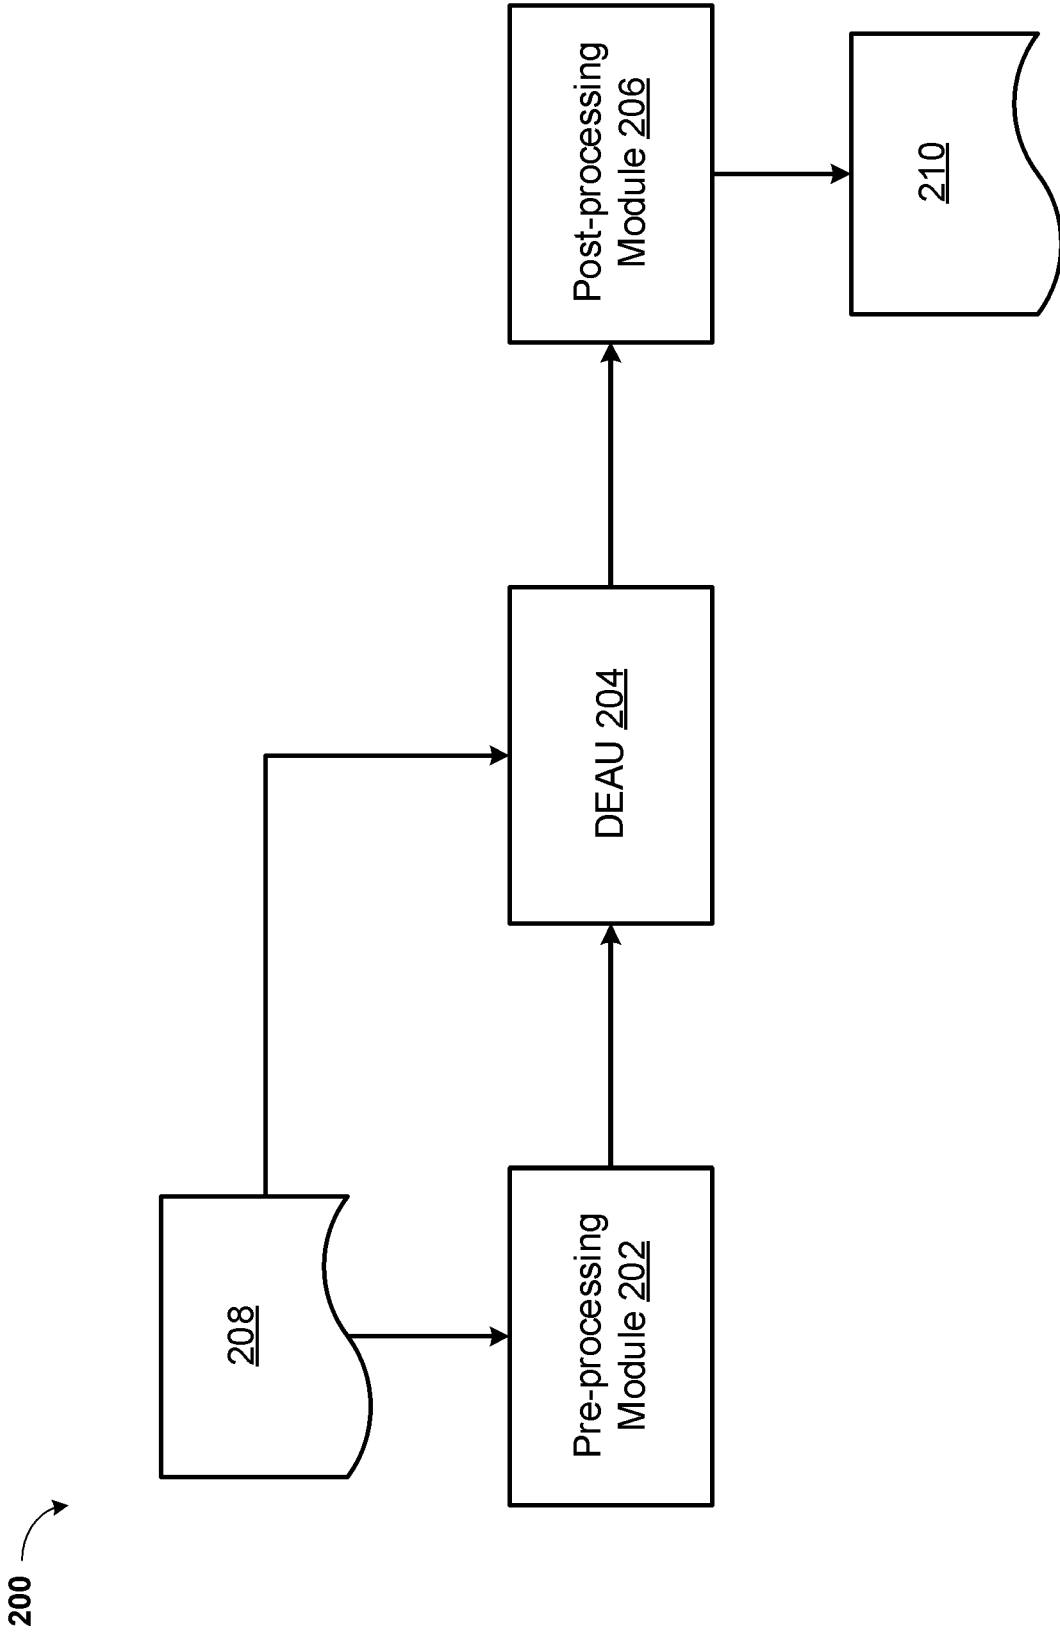 200
208
Pre-processing
Module 202
DEAU 204
Post-processing
Module 206
210